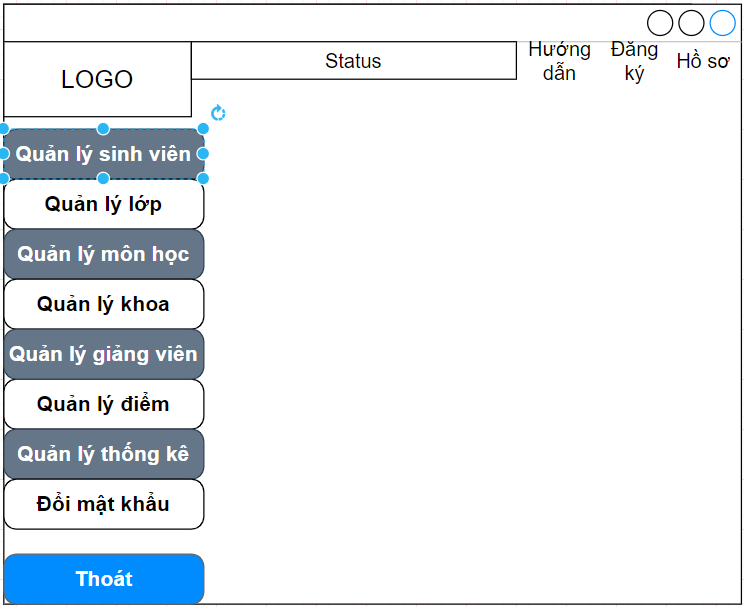 LOGO
Status
Hướng
dẫn
Đăng
ký
Hồ sơ
Quản lý sinh viên
Quản lý lớp
Quản lý môn học
Quản lý khoa
Quản lý giảng viên
Quản lý điểm
Quản lý thống kê
Đổi mật khẩu
Thoát